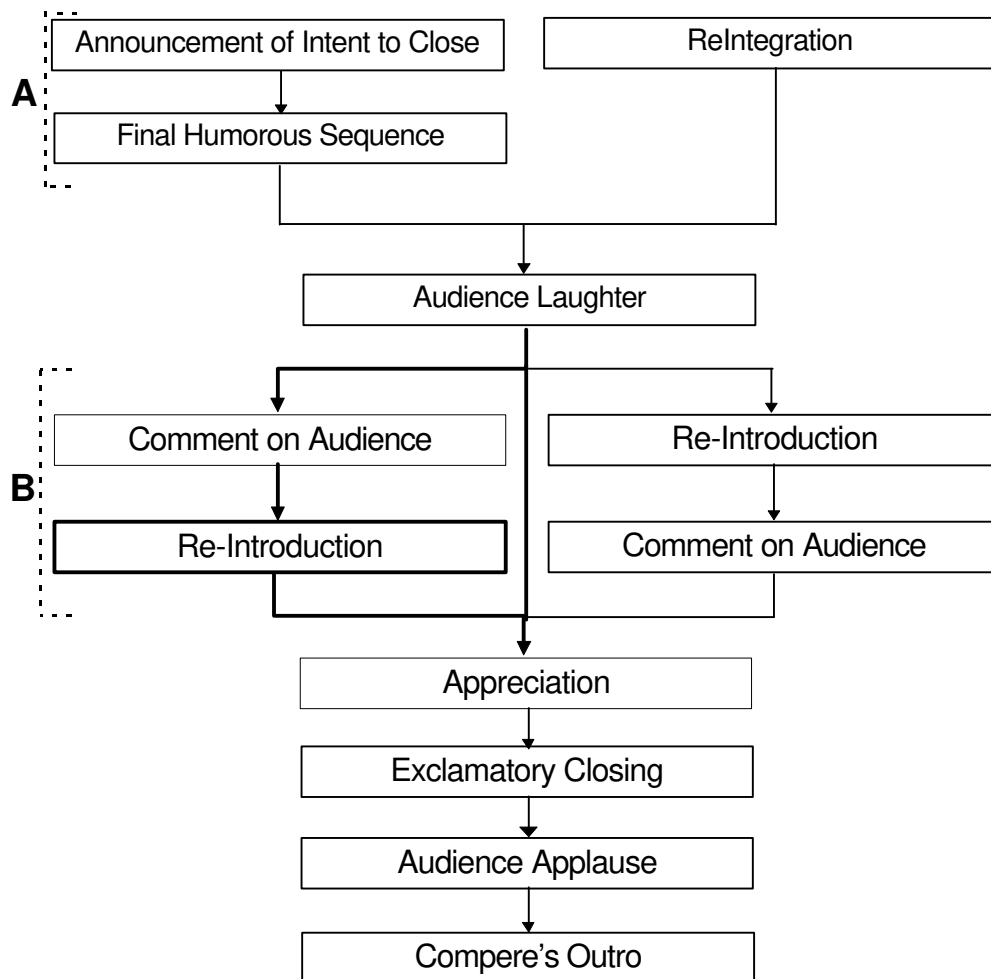 Announcement of Intent to Close
ReIntegration
A
Final Humorous Sequence
Audience Laughter
Comment on Audience
Re-Introduction
B
Re-Introduction
Comment on Audience
Appreciation
Exclamatory Closing
Audience Applause
Compere's Outro